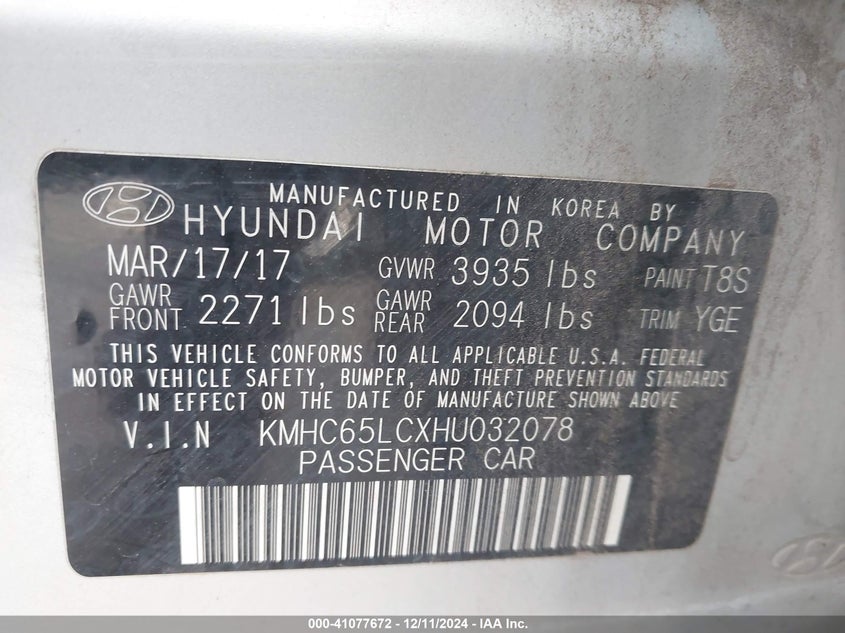 MANUFACTURED IN KOREA BY
HYUNDAI MOTOR COMPANY
MAR/17/17 GVWR 3935 lbs PAINT T8S
GAWR FRONT 2271 lbs GAWR REAR 2094 lbs TRIM YGE
THIS VEHICLE CONFORMS TO ALL APPLICABLE U.S.A. FEDERAL
MOTOR VEHICLE SAFETY, BUMPER, AND THEFT PREVENTION STANDARDS
IN EFFECT ON THE DATE OF MANUFACTURE SHOWN ABOVE
V.I.N KMHC65LCXHU032078
PASSENGER CAR
000-41077672 - 12/11/2024 - IAA Inc.